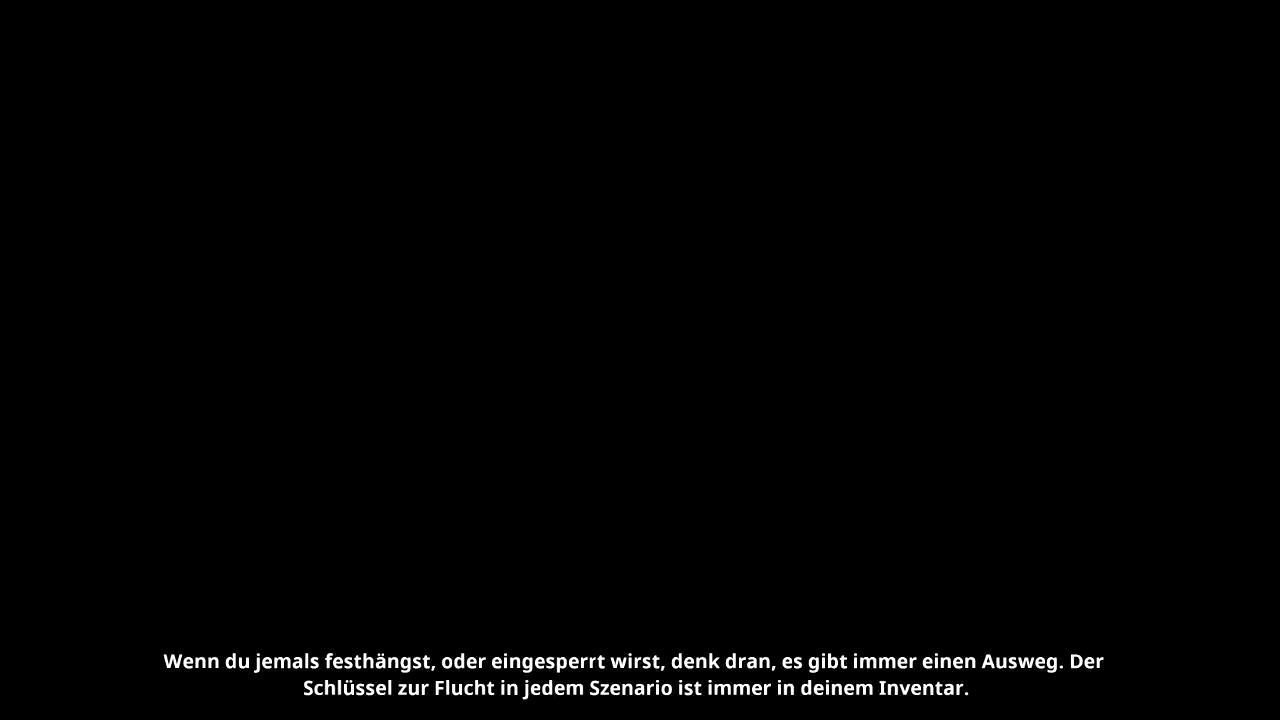 Wenn du jemals festhängst, oder eingesperrt wirst, denk dran, es gibt immer einen Ausweg. Der
Schlüssel zur Flucht in jedem Szenario ist immer in deinem Inventar.